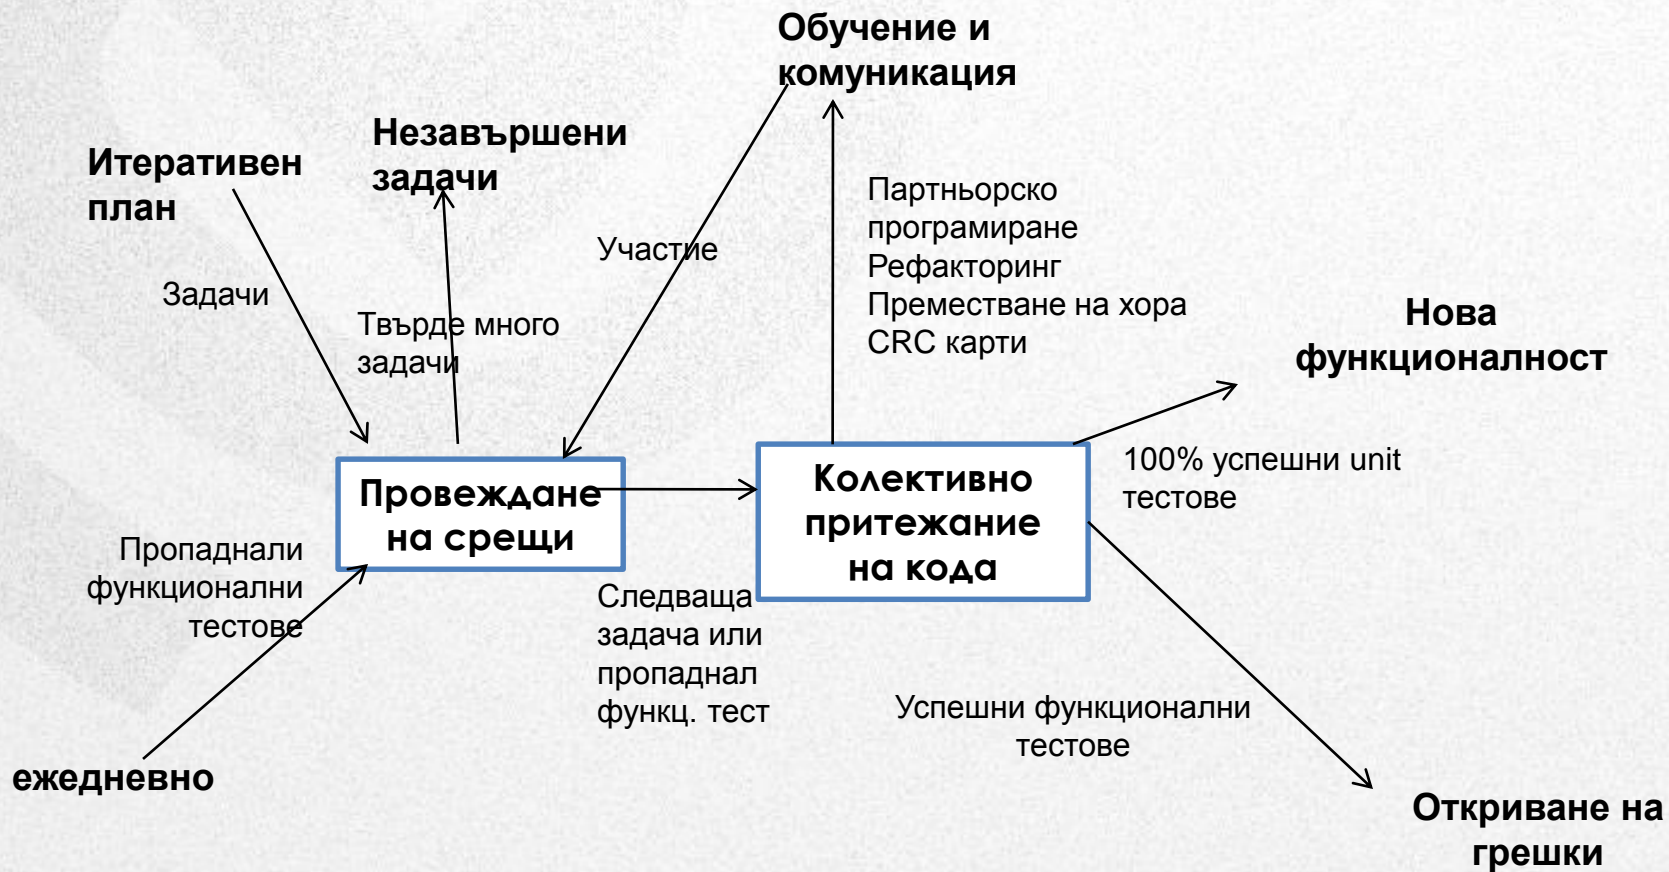 Обучение и
комуникация
Незавършени
задачи
Итеративен
план
Партньорско
програмиране
Рефакторинг
Преместване на хора
CRC карти
Участие
Задачи
Твърде много
задачи
Нова
функционалност
Провеждане
на срещи
Колективно
притежание
на кода
100% успешни unit
тестове
Пропаднали
функционални
тестове
Следваща
задача или
пропаднал
функц. тест
Успешни функционални
тестове
ежедневно
Откриване на
грешки